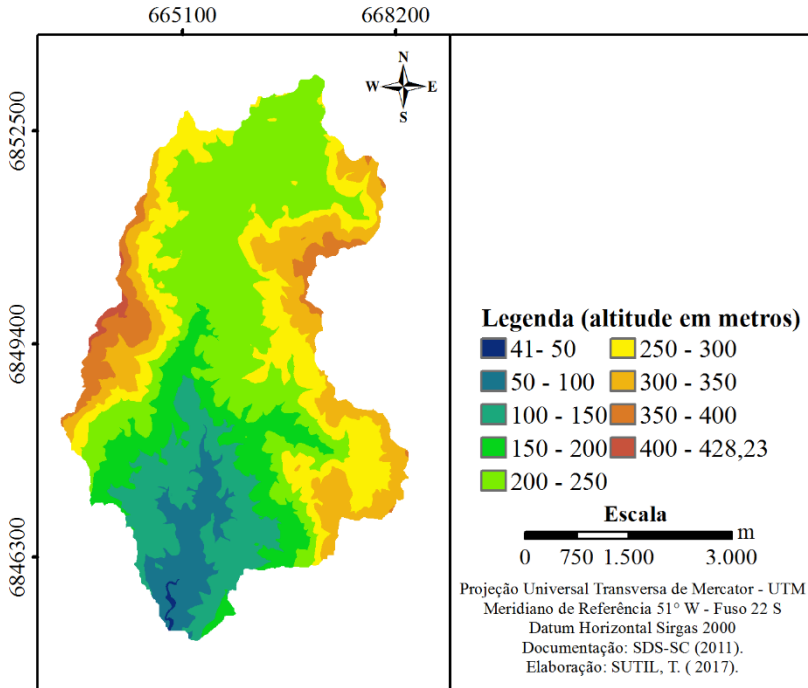 665100 668200
N
W E
S
6852500
6849400
6846300
Legenda (altitude em metros)
41- 50
50 - 100
100 - 150
150 - 200
200 - 250
250 - 300
300 - 350
350 - 400
400 - 428,23
Escala
0 750 1.500 3.000 m
Projeção Universal Transversa de Mercator - UTM
Meridiano de Referência 51° W - Fuso 22 S
Datum Horizontal Sirgas 2000
Documentação: SDS-SC (2011).
Elaboração: SUTIL, T. ( 2017).